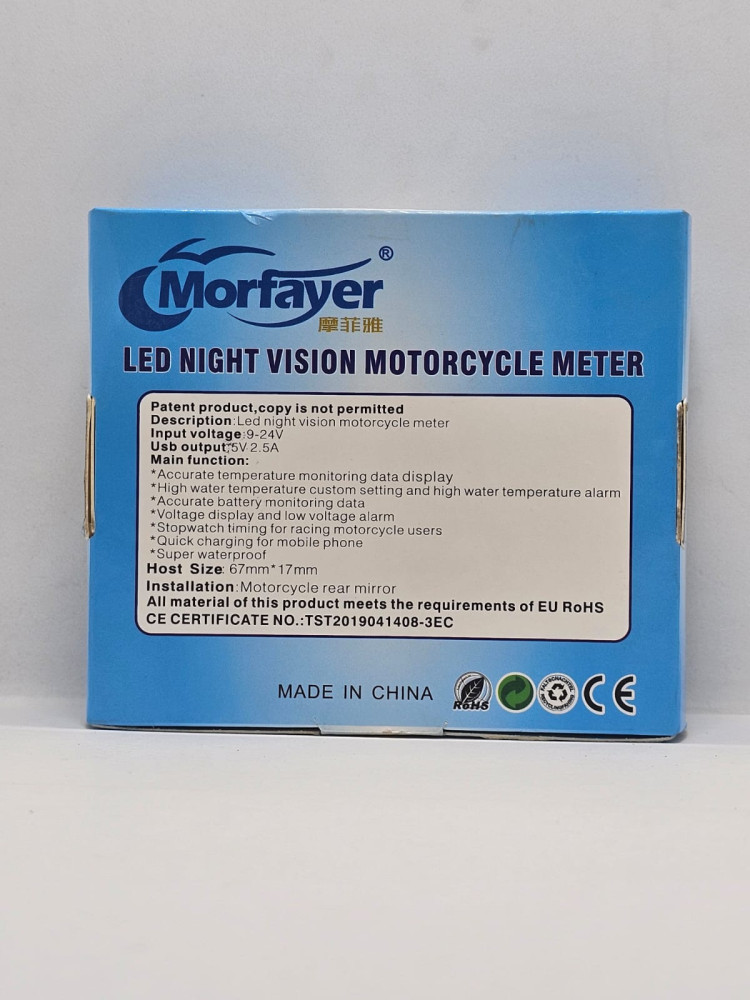 Morfayer®
摩菲雅
LED NIGHT VISION MOTORCYCLE METER
Patent product,copy is not permitted
Description:Led night vision motorcycle meter
Input voltage:9-24V
Usb output:5V 2.5A
Main function:
*Accurate temperature monitoring data display
*High water temperature custom setting and high water temperature alarm
*Accurate battery monitoring data
*Voltage display and low voltage alarm
*Stopwatch timing for racing motorcycle users
*Quick charging for mobile phone
*Super waterproof
Host Size: 67mm*17mm
Installation:Motorcycle rear mirror
All material of this product meets the requirements of EU RoHS
CE CERTIFICATE NO.:TST2019041408-3EC
MADE IN CHINA
RoHS
CE